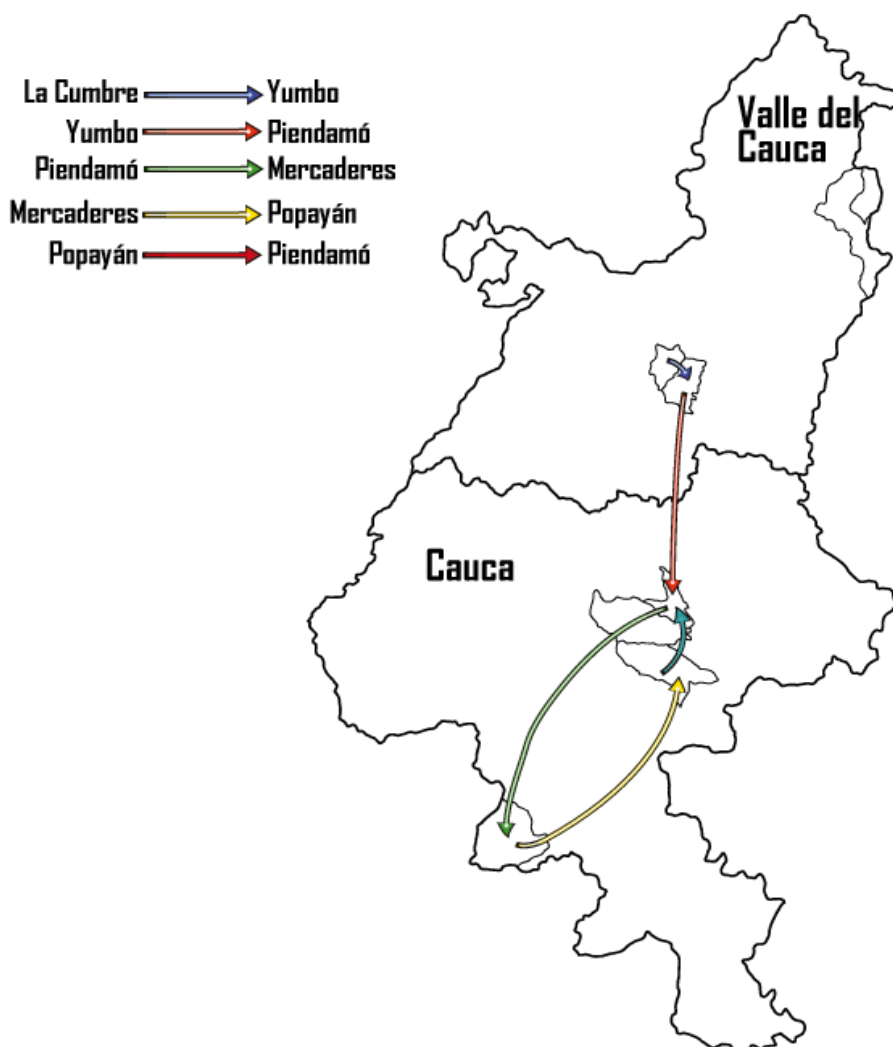 La Cumbre Yumbo
Yumbo Piendamó
Piendamó Mercaderes
Mercaderes Popayán
Popayán Piendamó
Valle del
Cauca
Cauca